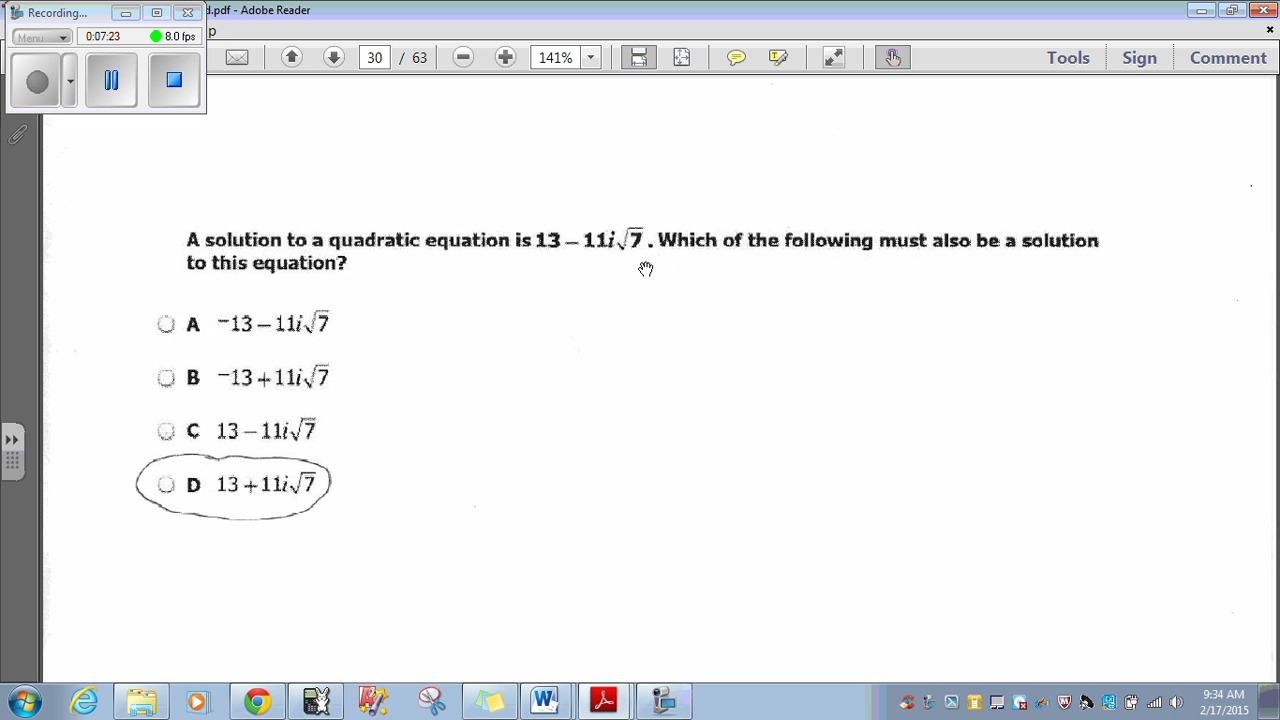 Recording...
d.pdf - Adobe Reader
Menu
0:07:23
8.0 fps
p
30 / 63
141%
Tools
Sign
Comment
A solution to a quadratic equation is 13 – 11i√7 . Which of the following must also be a solution
to this equation?
A ⁻13 – 11i√7
B ⁻13 + 11i√7
C 13 – 11i√7
D 13 + 11i√7
9:34 AM
2/17/2015